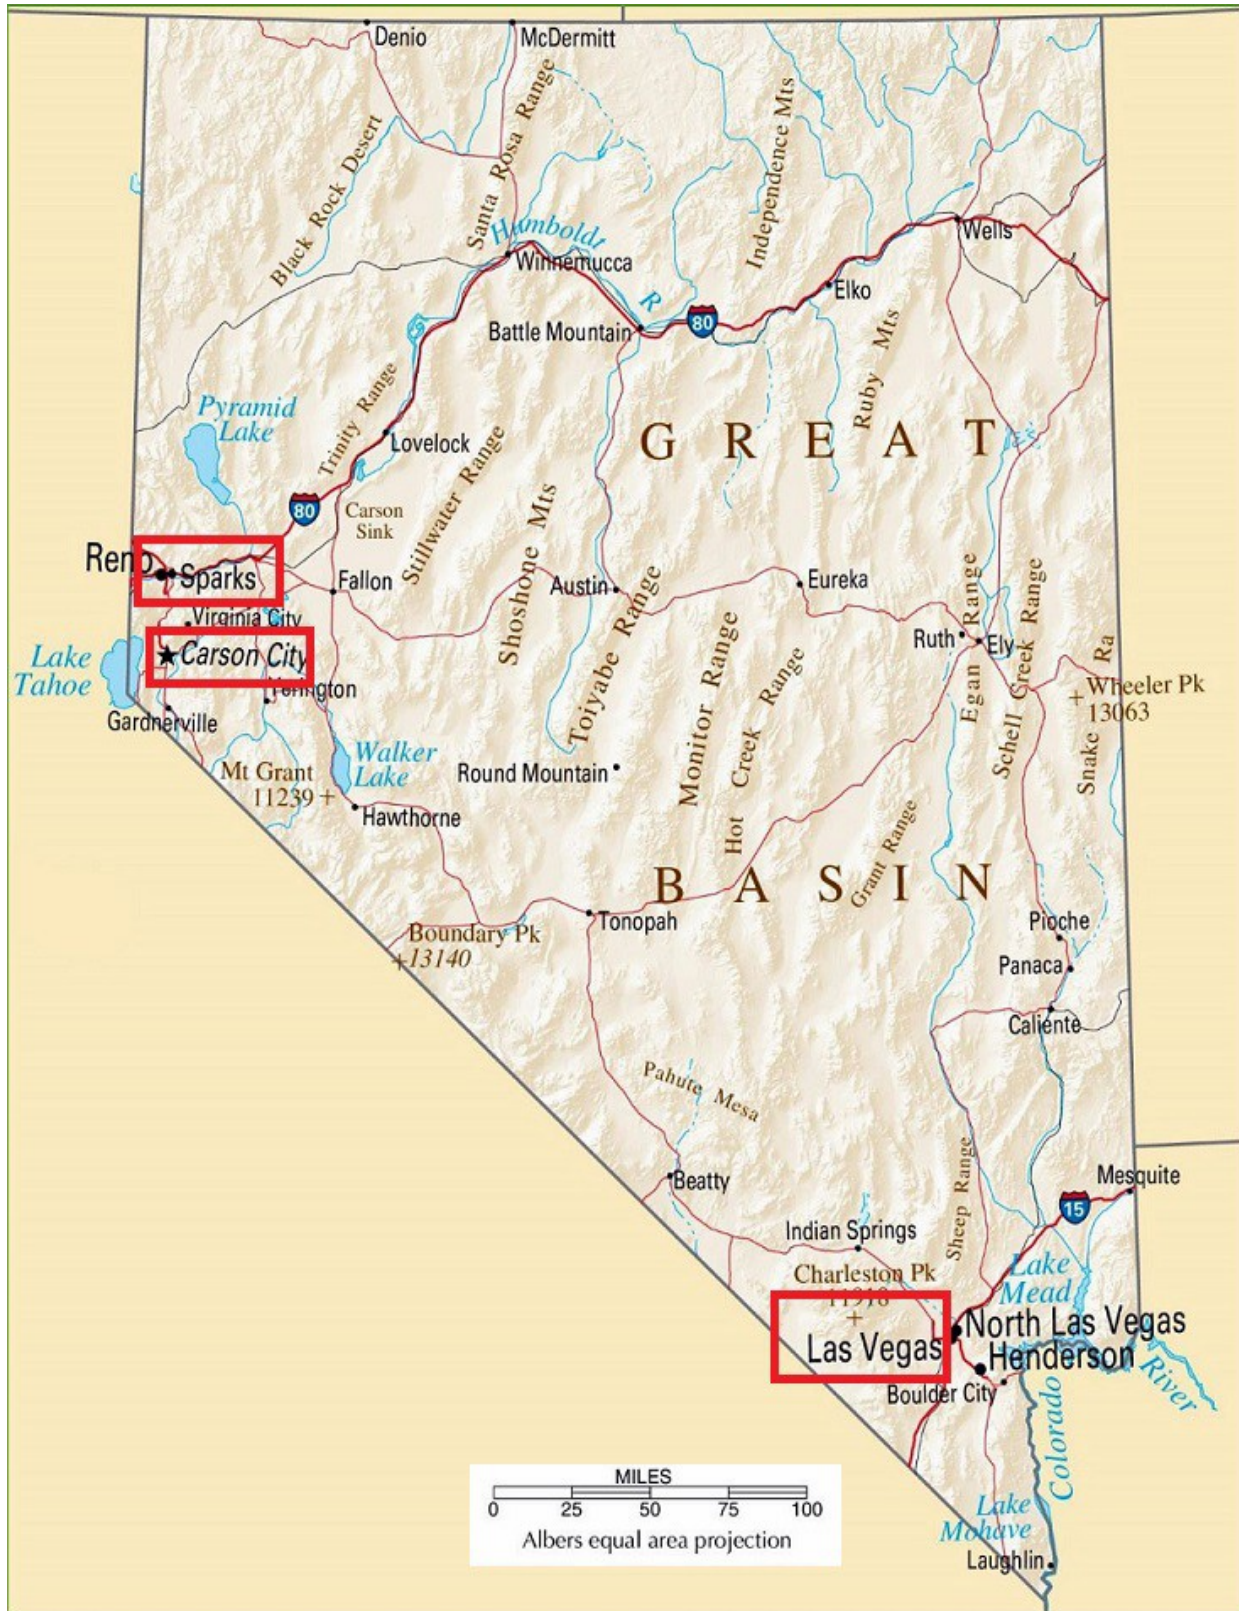 Denio
McDermitt
Black Rock Desert
Santa Rosa Range
Independence Mts
Humboldt
R
Winnemucca
Wells
Elko
Battle Mountain
80
Ruby Mts
Pyramid
Lake
Trinity Range
Lovelock
GREAT
80
Carson
Sink
Stillwater Range
Shoshone Mts
Reno
Sparks
Fallon
Austin
Eureka
Toiyabe Range
Virginia City
Carson City
Lake
Tahoe
Yerington
Gardnerville
Ruth
Ely
Egan Range
Schell Creek Range
Snake Ra
Wheeler Pk
13063
Monitor Range
Hot Creek Range
Walker
Lake
Mt Grant
11239
Round Mountain
Hawthorne
Grant Range
BASIN
Tonopah
Boundary Pk
13140
Pioche
Panaca
Caliente
Pahute Mesa
Beatty
Sheep Range
Mesquite
15
Indian Springs
Charleston Pk
11918
Lake
Mead
North Las Vegas
Las Vegas
Henderson
Boulder City
Colorado
River
MILES
0 25 50 75 100
Albers equal area projection
Lake
Mohave
Laughlin